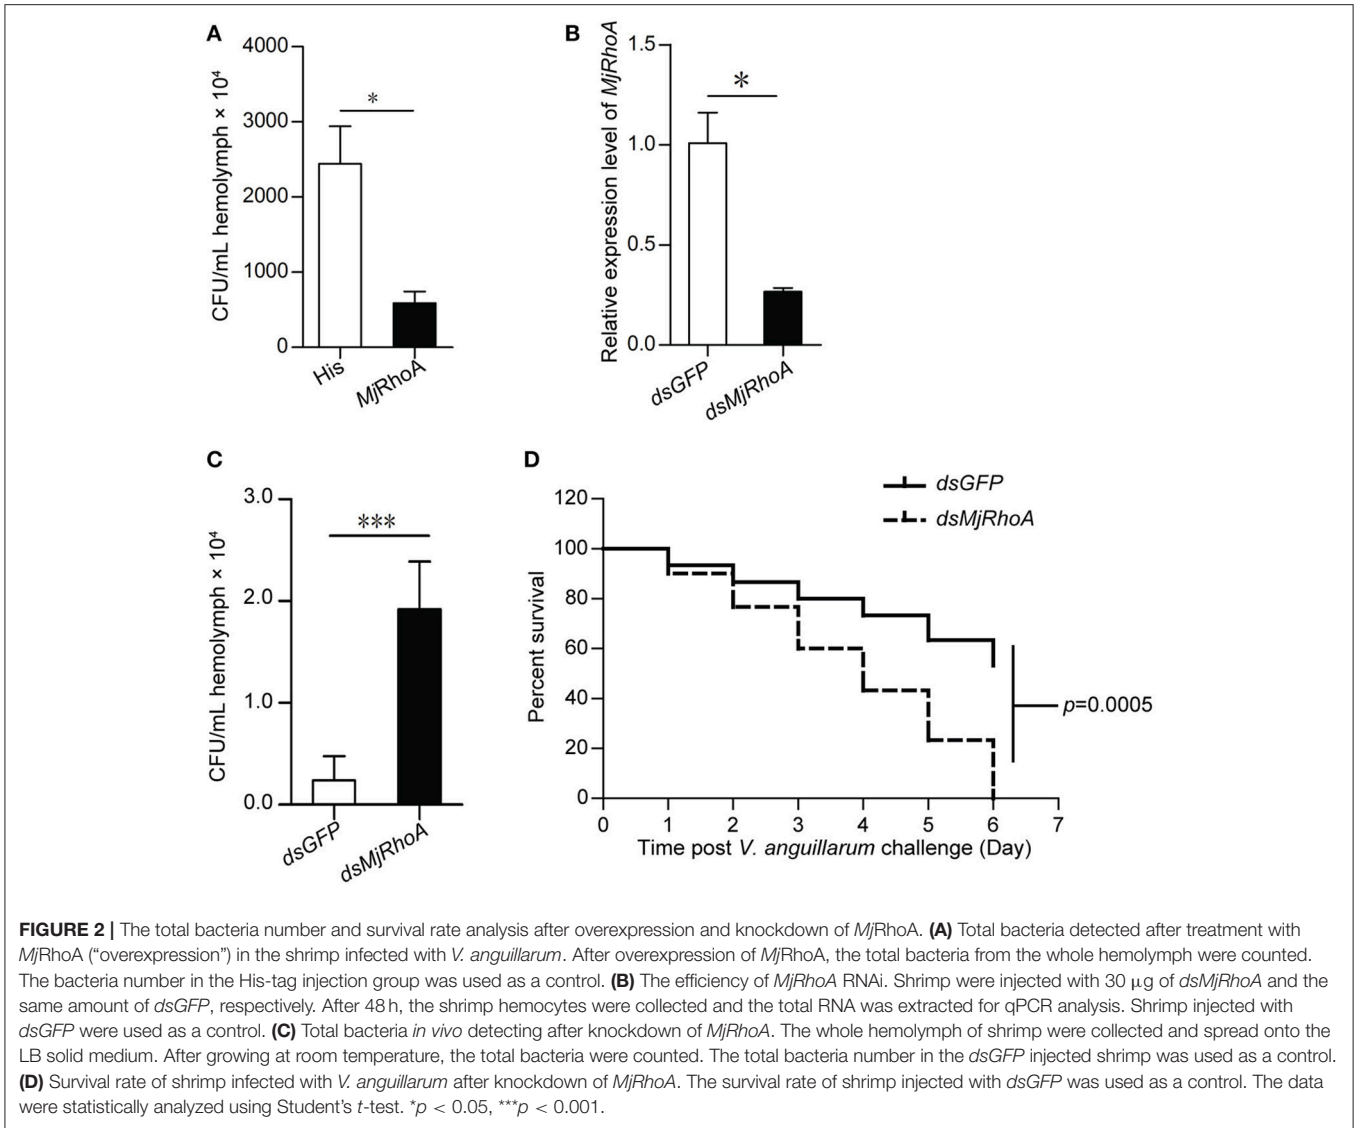 A
CFU/mL hemolymph × 10⁴
4000
3000
2000
1000
0
*
His
MjRhoA
B
Relative expression level of MjRhoA
1.5
1.0
0.5
0.0
*
dsGFP
dsMjRhoA
C
CFU/mL hemolymph × 10⁴
3.0
2.0
1.0
0.0
***
dsGFP
dsMjRhoA
D
dsGFP
dsMjRhoA
Percent survival
120
100
80
60
40
20
0
p=0.0005
0 1 2 3 4 5 6 7
Time post V. anguillarum challenge (Day)
FIGURE 2 | The total bacteria number and survival rate analysis after overexpression and knockdown of MjRhoA. (A) Total bacteria detected after treatment with
MjRhoA (“overexpression”) in the shrimp infected with V. anguillarum. After overexpression of MjRhoA, the total bacteria from the whole hemolymph were counted.
The bacteria number in the His-tag injection group was used as a control. (B) The efficiency of MjRhoA RNAi. Shrimp were injected with 30 μg of dsMjRhoA and the
same amount of dsGFP, respectively. After 48 h, the shrimp hemocytes were collected and the total RNA was extracted for qPCR analysis. Shrimp injected with
dsGFP were used as a control. (C) Total bacteria in vivo detecting after knockdown of MjRhoA. The whole hemolymph of shrimp were collected and spread onto the
LB solid medium. After growing at room temperature, the total bacteria were counted. The total bacteria number in the dsGFP injected shrimp was used as a control.
(D) Survival rate of shrimp infected with V. anguillarum after knockdown of MjRhoA. The survival rate of shrimp injected with dsGFP was used as a control. The data
were statistically analyzed using Student’s t-test. *p < 0.05, ***p < 0.001.